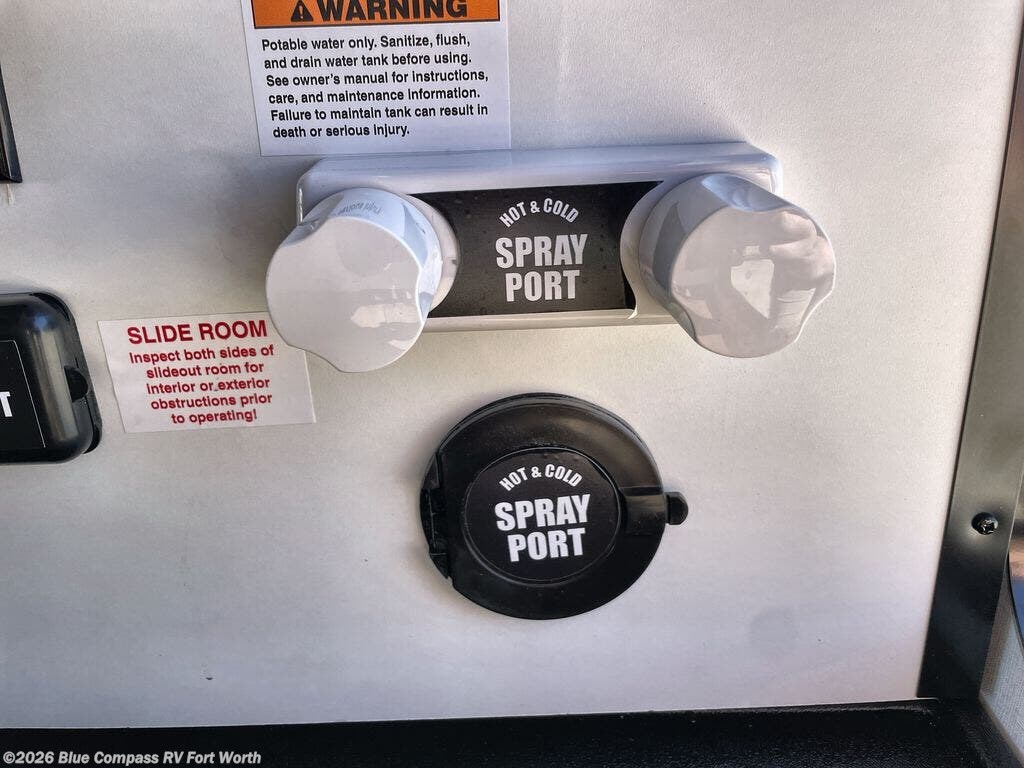 WARNING
Potable water only. Sanitize, flush,
and drain water tank before using.
See owner's manual for instructions,
care, and maintenance information.
Failure to maintain tank can result in
death or serious injury.
HOT & COLD
SPRAY
PORT
SLIDE ROOM
Inspect both sides of
slideout room for
interior or exterior
obstructions prior
to operating!
T
HOT & COLD
SPRAY
PORT
©2026 Blue Compass RV Fort Worth